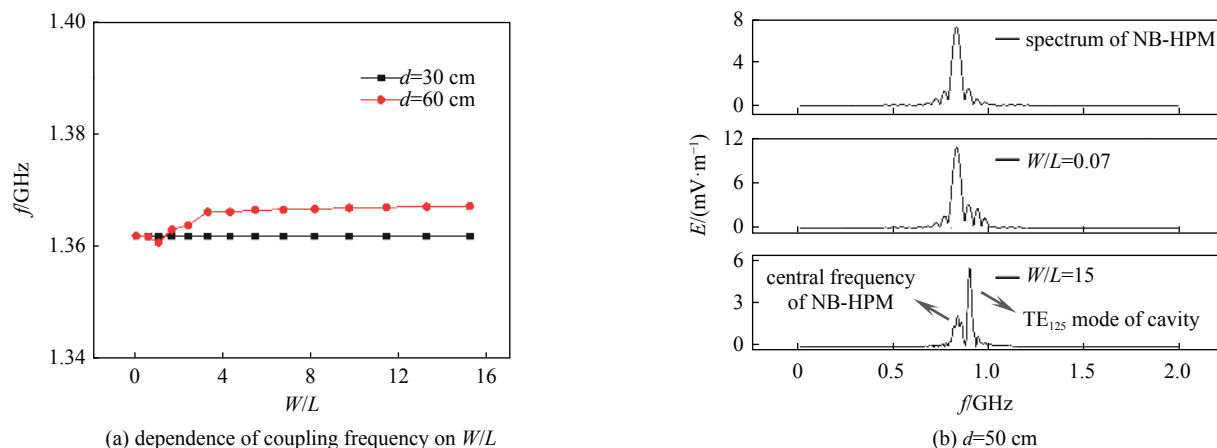 1.40
1.38
1.36
1.34
f/GHz
d=30 cm
d=60 cm
0 4 8 12 16
W/L
(a) dependence of coupling frequency on W/L
8
4
0
spectrum of NB-HPM
12
6
0
W/L=0.07
E/(mV·m⁻¹)
6
3
0
W/L=15
central frequency
of NB-HPM
TE₁₂₅ mode of cavity
0 0.5 1.0 1.5 2.0
f/GHz
(b) d=50 cm